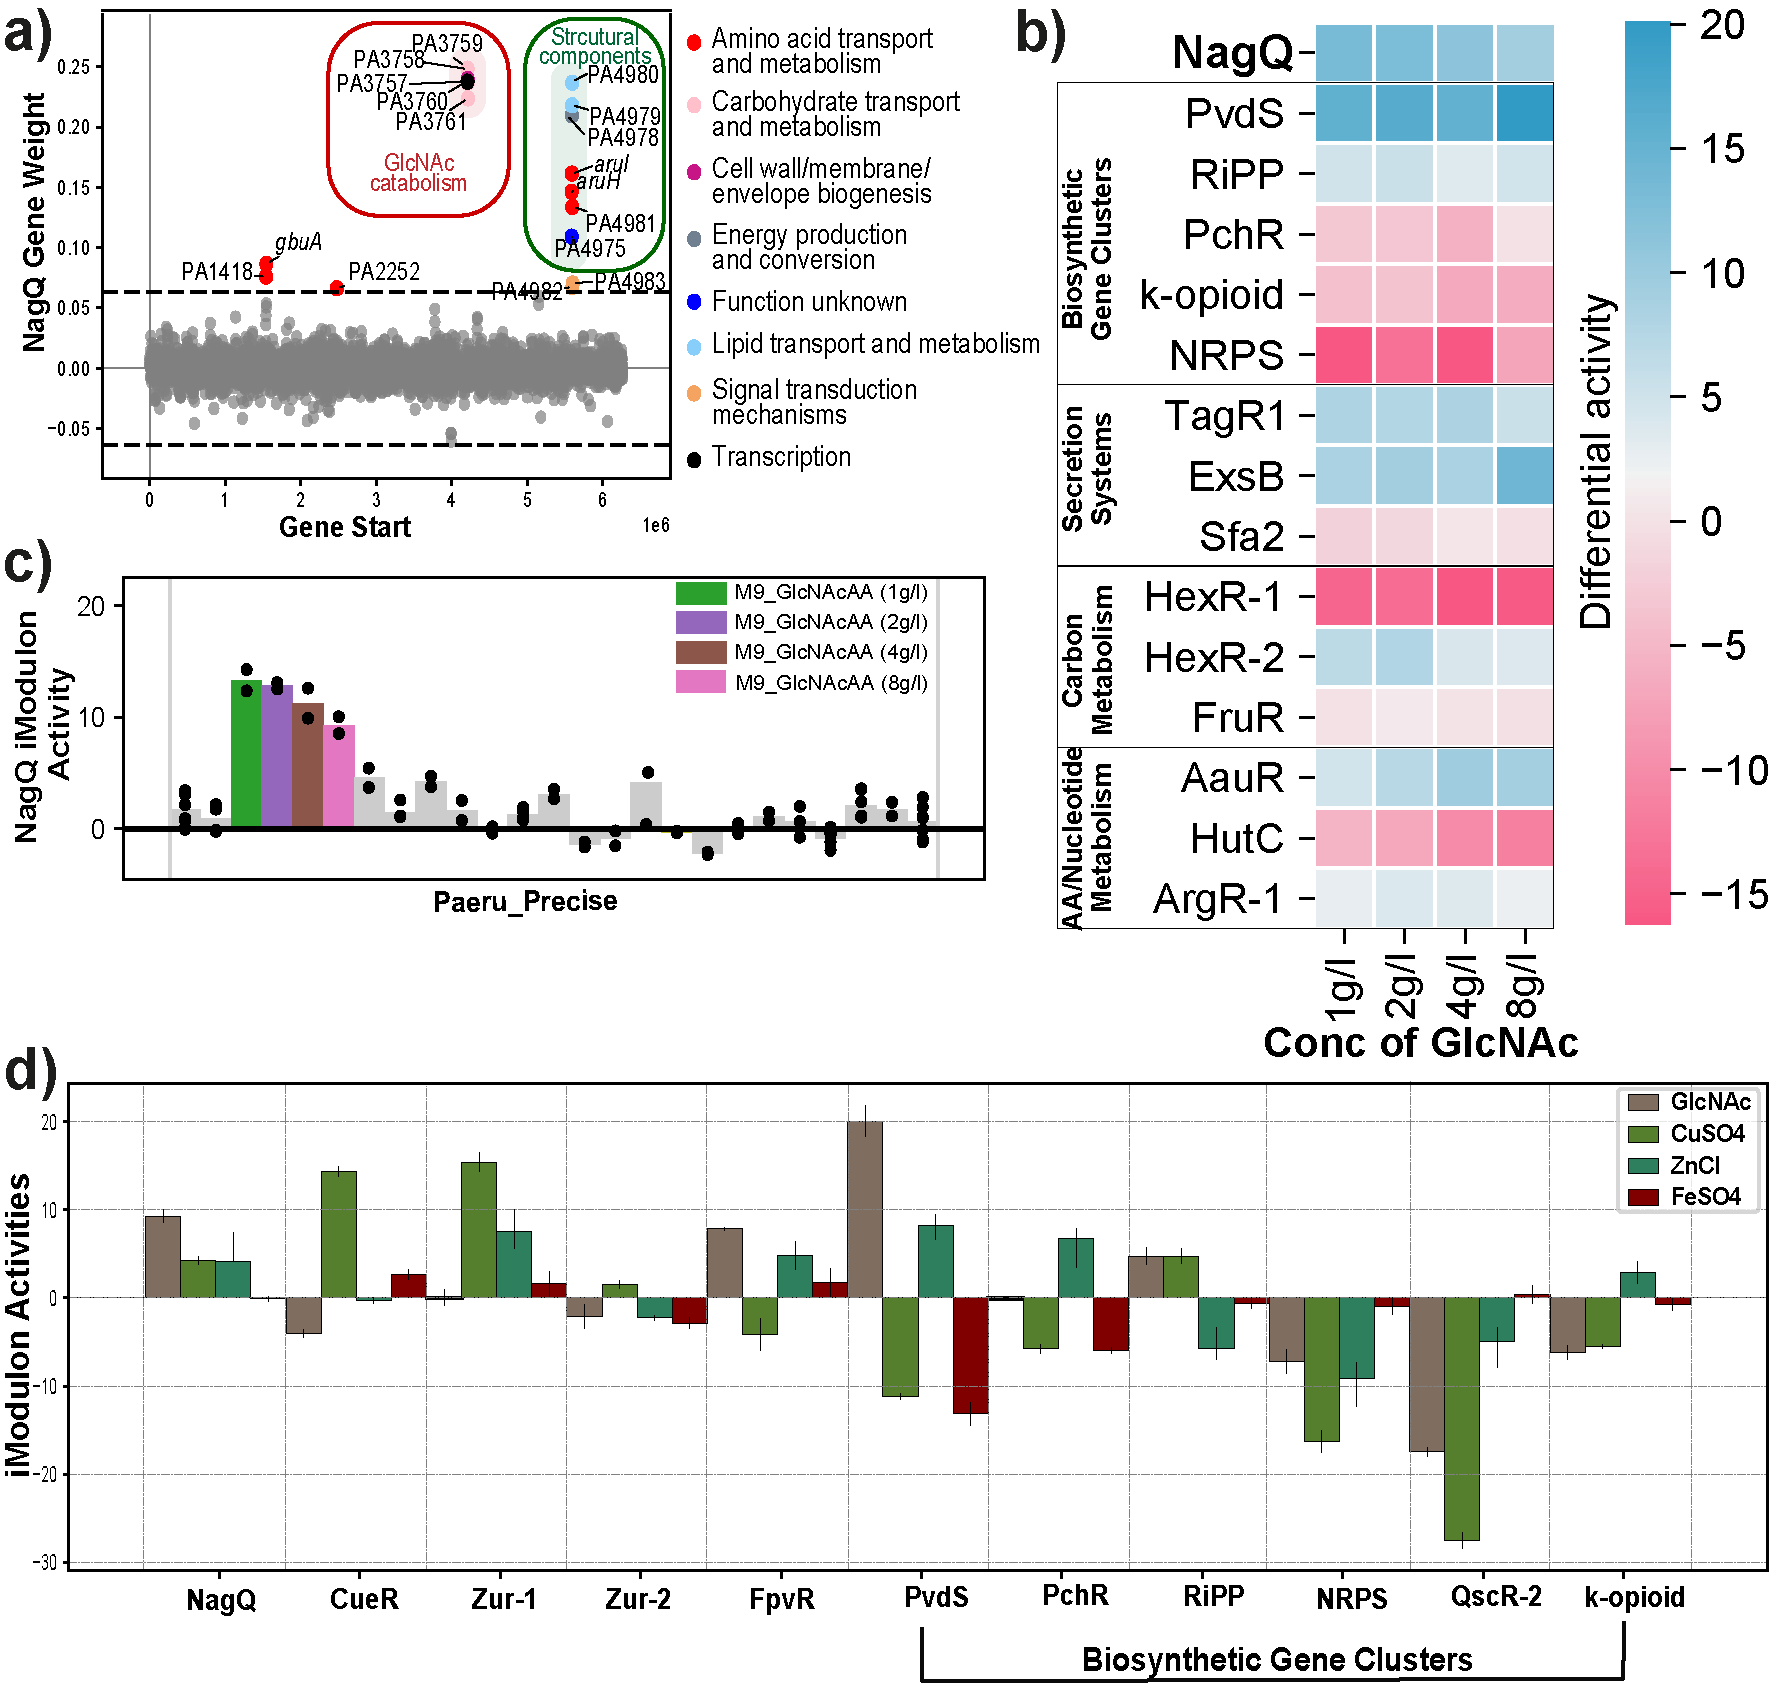 a)
NagQ Gene Weight
0.25
0.20
0.15
0.10
0.05
0.00
−0.05
0
1
2
3
4
5
6
1e6
Gene Start
PA3759
PA3758
PA3757
PA3760
PA3761
GlcNAc
catabolism
Strcutural
components
PA4980
PA4979
PA4978
aruI
aruH
PA4981
PA4975
PA4983
PA4982
gbuA
PA1418
PA2252
Amino acid transport
and metabolism
Carbohydrate transport
and metabolism
Cell wall/membrane/
envelope biogenesis
Energy production
and conversion
Function unknown
Lipid transport and metabolism
Signal transduction
mechanisms
Transcription
b)
NagQ
PvdS
RiPP
PchR
k-opioid
NRPS
TagR1
ExsB
Sfa2
HexR-1
HexR-2
FruR
AauR
HutC
ArgR-1
Biosynthetic
Gene Clusters
Secretion
Systems
Carbon
Metabolism
AA/Nucleotide
Metabolism
1g/l
2g/l
4g/l
8g/l
Conc of GlcNAc
Differential activity
20
15
10
5
0
−5
−10
−15
c)
NagQ iModulon
Activity
20
10
0
M9_GlcNAcAA (1g/l)
M9_GlcNAcAA (2g/l)
M9_GlcNAcAA (4g/l)
M9_GlcNAcAA (8g/l)
Paeru_Precise
d)
iModulon Activities
20
10
0
−10
−20
−30
GlcNAc
CuSO4
ZnCl
FeSO4
NagQ
CueR
Zur-1
Zur-2
FpvR
PvdS
PchR
RiPP
NRPS
QscR-2
k-opioid
Biosynthetic Gene Clusters